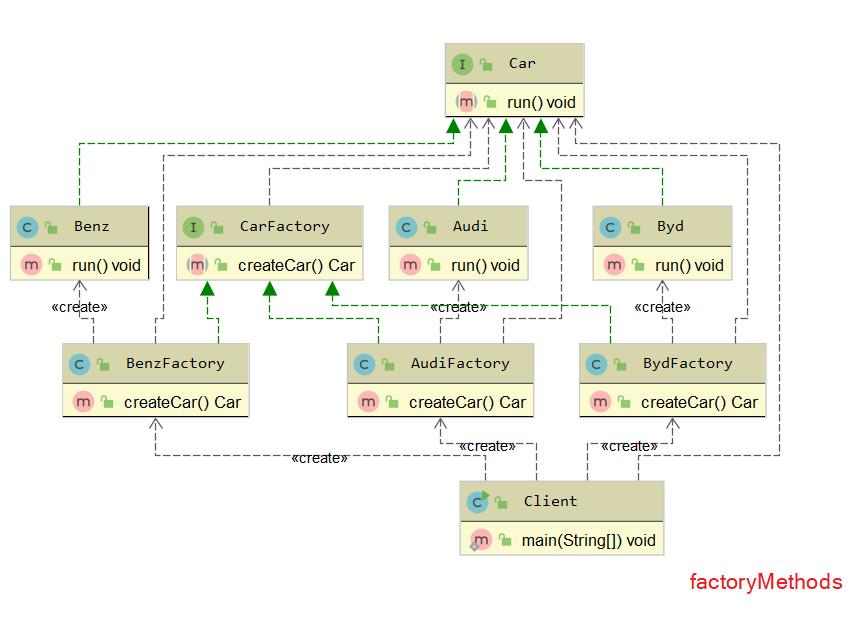 I Car
m run() void
C Benz
m run() void
I CarFactory
m createCar() Car
C Audi
m run() void
C Byd
m run() void
«create»
«create»
«create»
C BenzFactory
m createCar() Car
C AudiFactory
m createCar() Car
C BydFactory
m createCar() Car
«create»
«create»
«create»
C Client
m main(String[]) void
factoryMethods